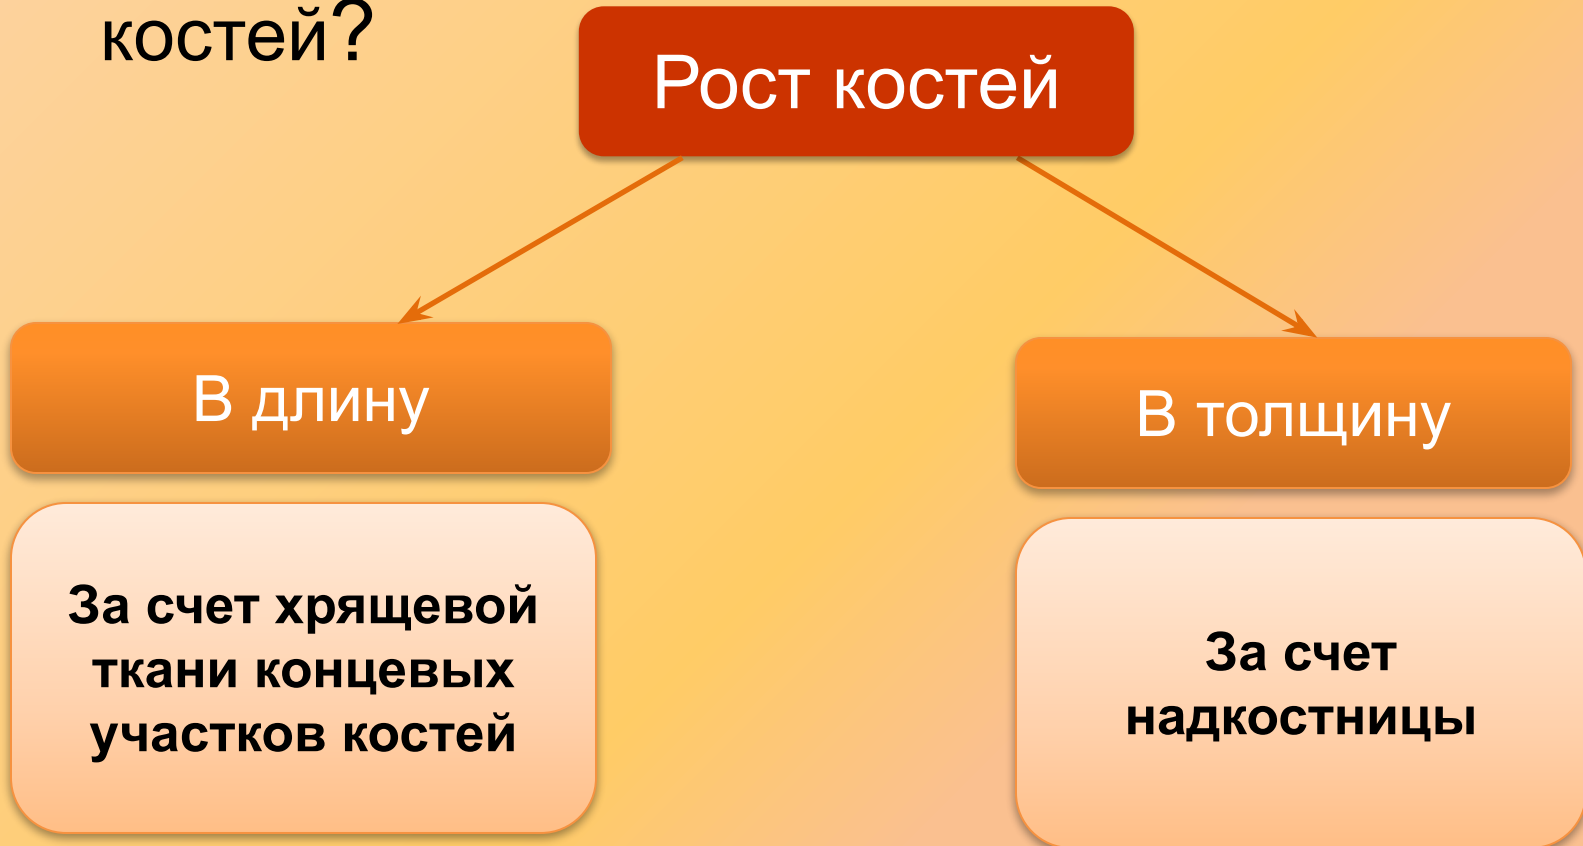 костей?
Рост костей
В длину
В толщину
За счет хрящевой
ткани концевых
участков костей
За счет
надкостницы